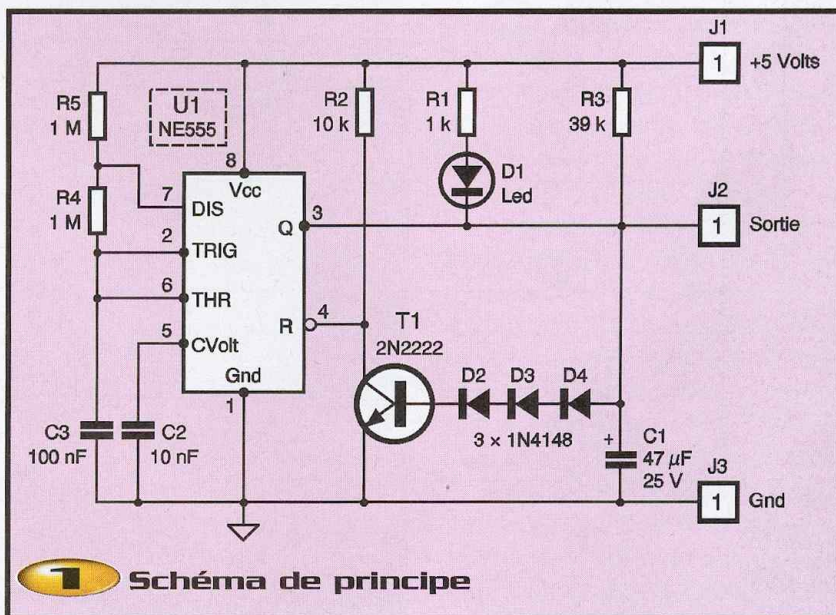 J1
1
+5 Volts
R5
1 M
U1
NE555
R2
10 k
R1
1 k
R3
39 k
8
Vcc
D1
Led
R4
1 M
7
DIS
J2
1
Sortie
3
Q
2
TRIG
6
THR
4
R
T1
2N2222
5
CVolt
D2
D3
D4
Gnd
1
3 × 1N4148
C3
100 nF
C2
10 nF
+
C1
47 µF
25 V
J3
1
Gnd
1 Schéma de principe